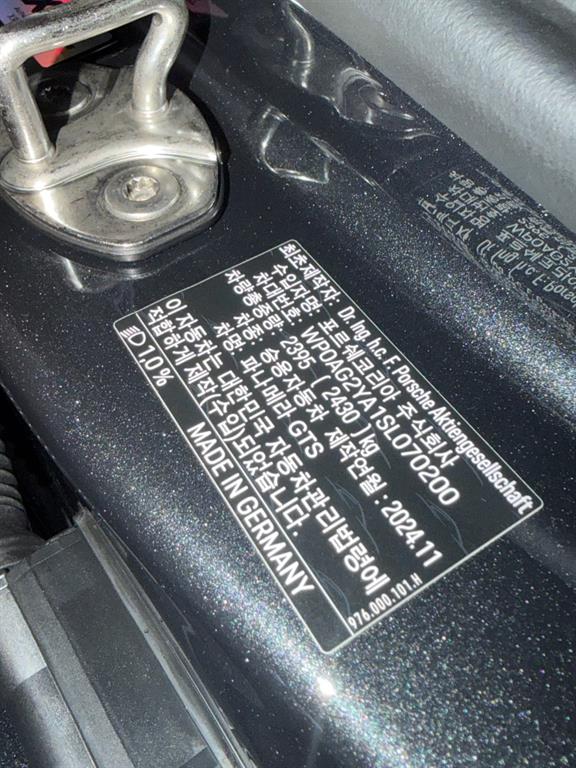 최초제작자: Dr. Ing. h.c. F. Porsche Aktiengesellschaft
수입자명: 포르쉐코리아 주식회사
차대번호 WP0AG2YA1SL070200
차량총중량: 2395 ( 2430 ) kg
차종: 승용자동차 제작연월: 2024.11
차명: 파나메라 GTS
이 자동차는 대한민국 자동차관리법령에
적합하게 제작(수입)되었습니다.
1.0%
MADE IN GERMANY
976.000.101.H